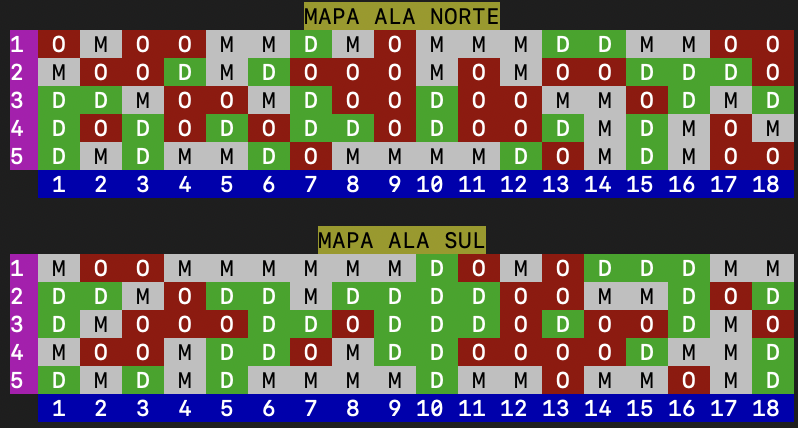 MAPA ALA NORTE
1 O M O O M M D M O M M M D D M M O O
2 M O O D M D O O O M O M O O D D D O
3 D D M O O M D O O D O O M M O D M D
4 D O D O D O D D O D O O D M D M O M
5 D M D M M D O M M M M D O M D M O O
1 2 3 4 5 6 7 8 9 10 11 12 13 14 15 16 17 18
MAPA ALA SUL
1 M O O M M M M M M D O M O D D D M M
2 D D M O D D M D D D D O O M M D O D
3 D M O O O D D O D D D O D O O D M O
4 M O O M D D O M D D O O O O D M M D
5 D M D M D M M M M D M M O M M O M D
1 2 3 4 5 6 7 8 9 10 11 12 13 14 15 16 17 18